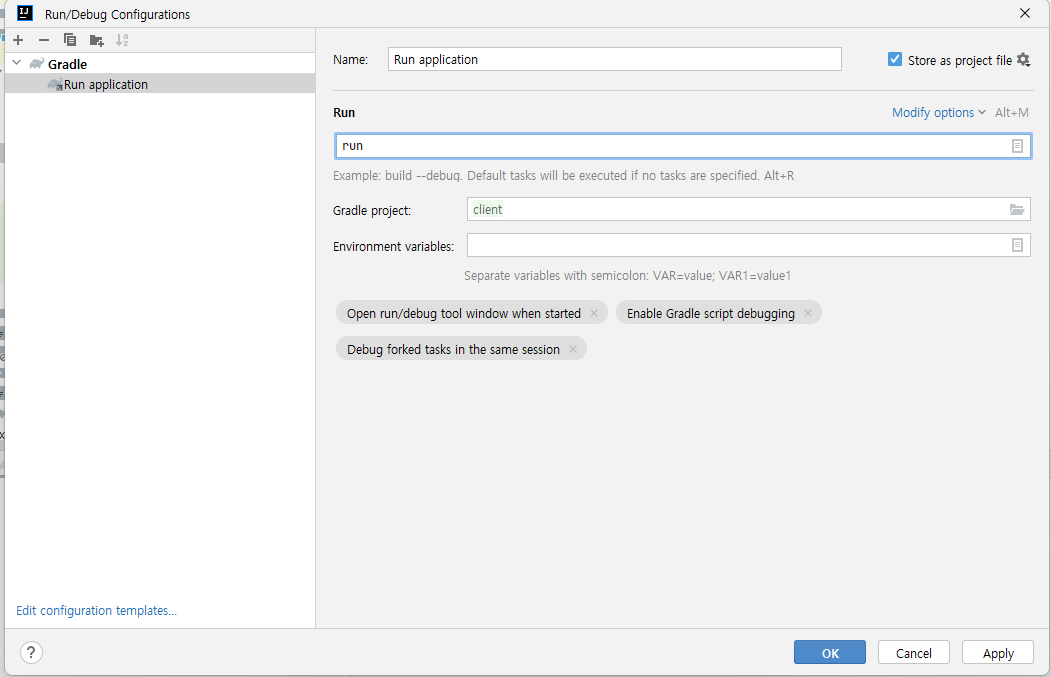 Run/Debug Configurations
Gradle
Run application
Edit configuration templates...
Name: Run application Store as project file
Run Modify options Alt+M
run
Example: build --debug. Default tasks will be executed if no tasks are specified. Alt+R
Gradle project: client
Environment variables:
Separate variables with semicolon: VAR=value; VAR1=value1
Open run/debug tool window when started × Enable Gradle script debugging ×
Debug forked tasks in the same session ×
? OK Cancel Apply